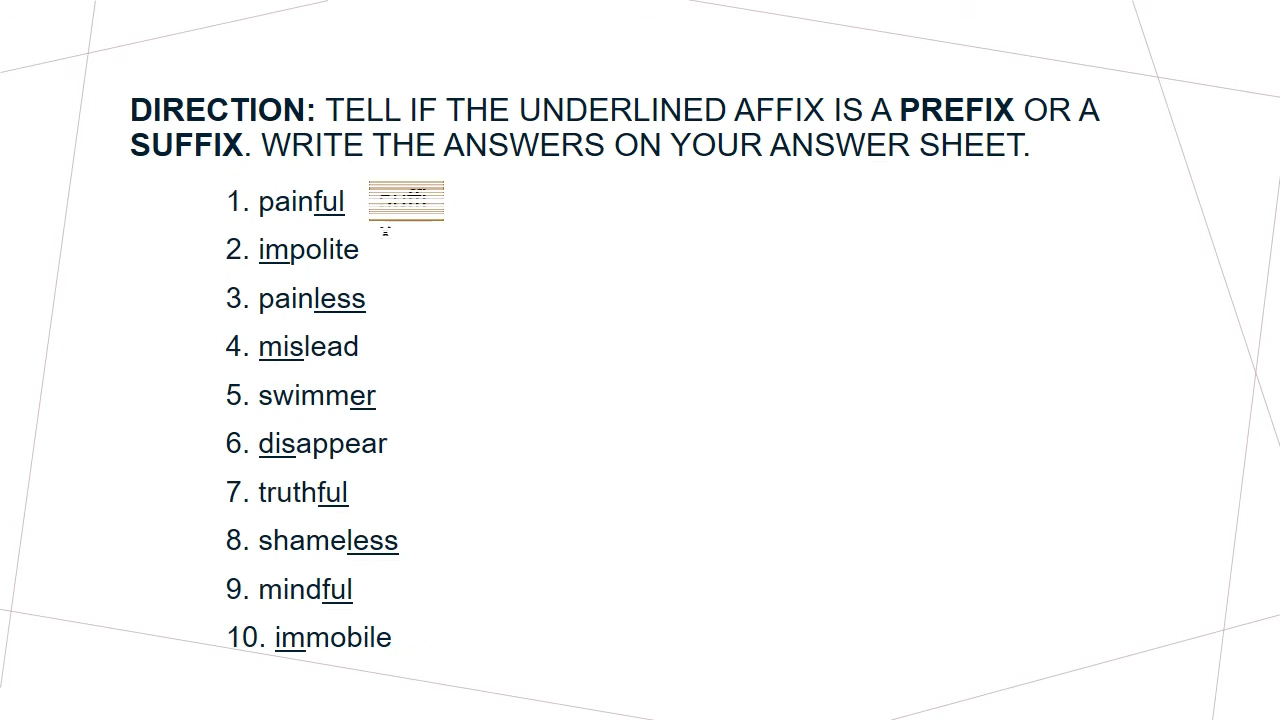 DIRECTION: TELL IF THE UNDERLINED AFFIX IS A PREFIX OR A
SUFFIX. WRITE THE ANSWERS ON YOUR ANSWER SHEET.
1. painful
2. impolite
3. painless
4. mislead
5. swimmer
6. disappear
7. truthful
8. shameless
9. mindful
10. immobile